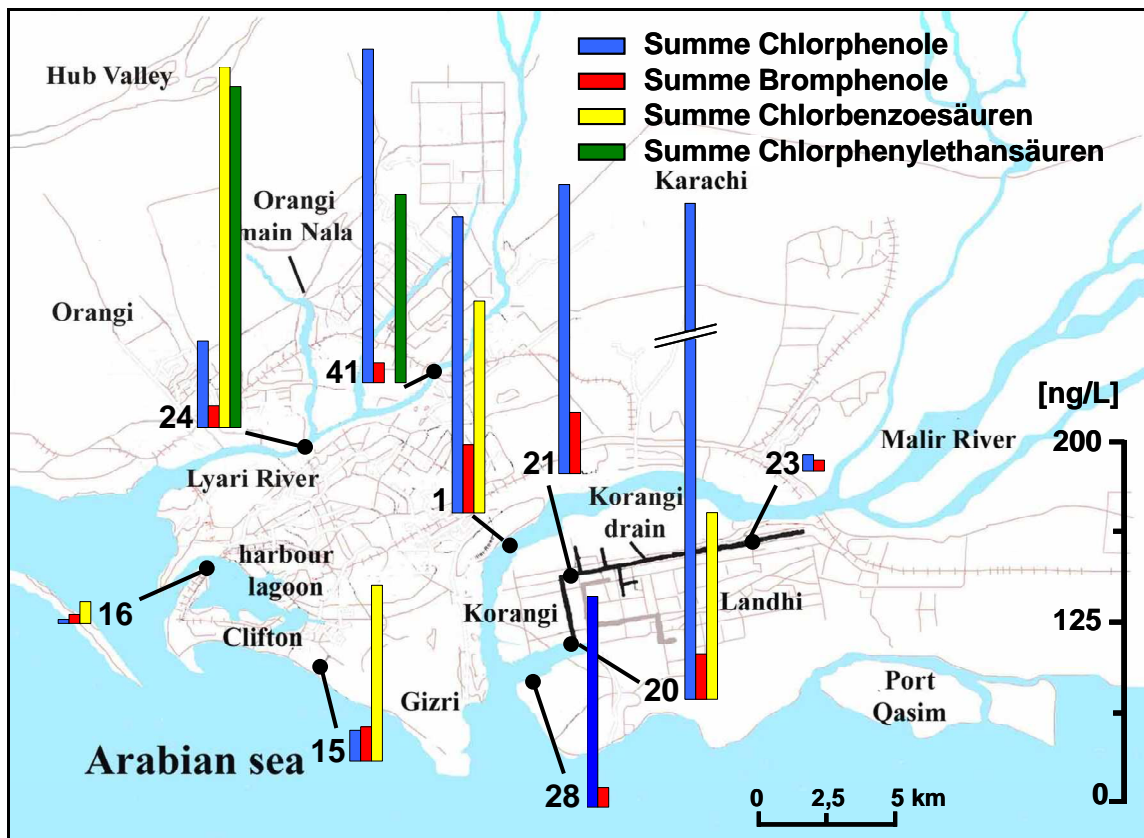 Summe Chlorphenole
Summe Bromphenole
Summe Chlorbenzoesäuren
Summe Chlorphenylethansäuren
Hub Valley
Karachi
Orangi
main Nala
Orangi
41
[ng/L]
24
200
Malir River
Lyari River
21
23
1
Korangi
drain
harbour
lagoon
16
Korangi
Landhi
125
Clifton
20
Port
Qasim
Gizri
15
Arabian sea
28
0
2,5
5 km
0